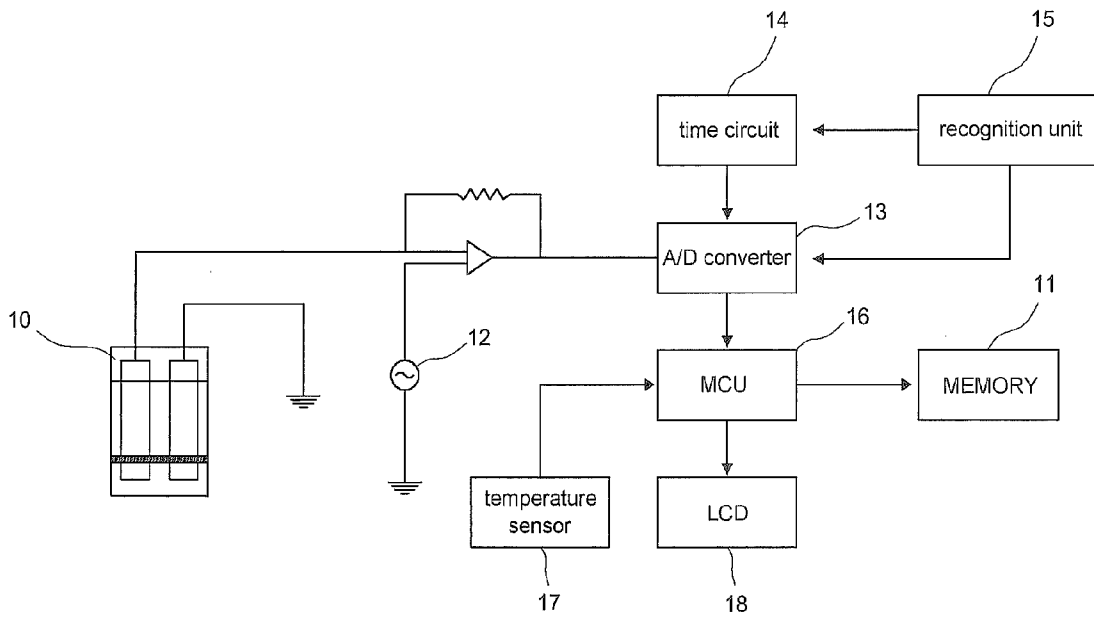 14
15
time circuit
recognition unit
13
A/D converter
10
12
16
11
MCU
MEMORY
temperature
sensor
LCD
17
18